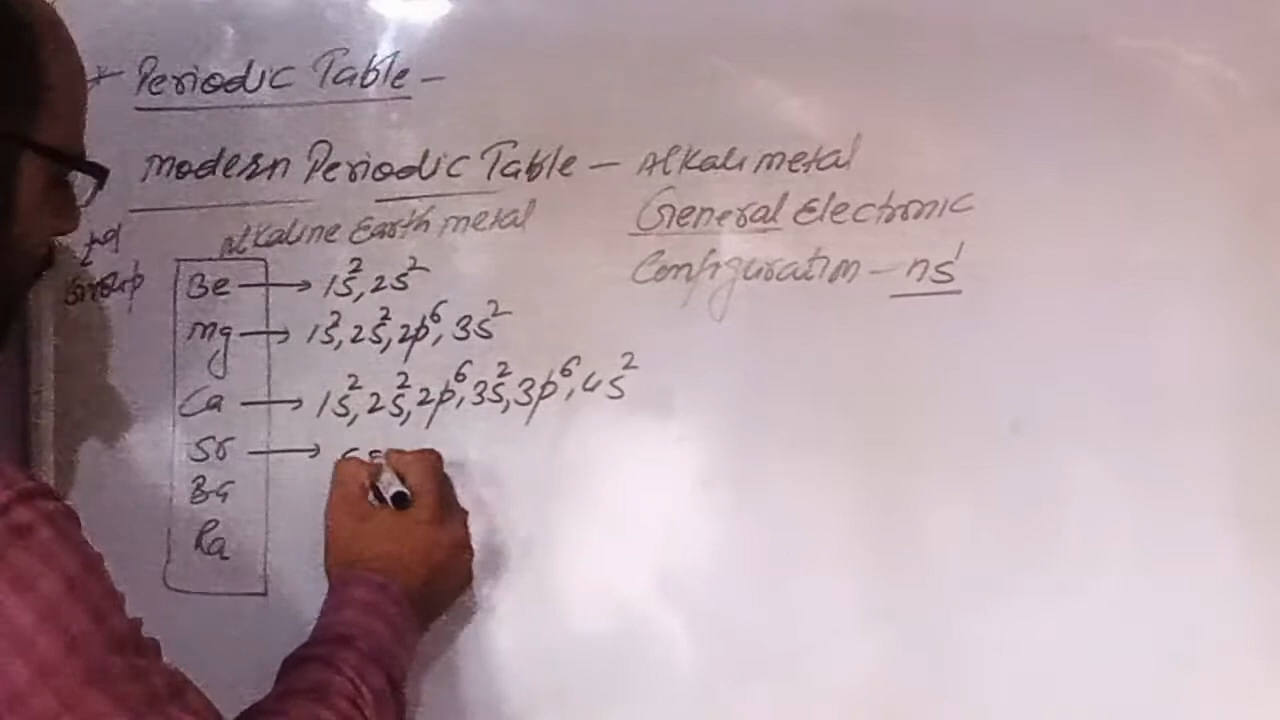 * Periodic Table -
Modern Periodic Table - Alkali metal
General Electronic
Configuration - ns¹
Alkaline Earth metal
Group
Be → 1s², 2s²
Mg → 1s², 2s², 2p⁶, 3s²
Ca → 1s², 2s², 2p⁶, 3s², 3p⁶, 4s²
Sr →
Ba
Ra